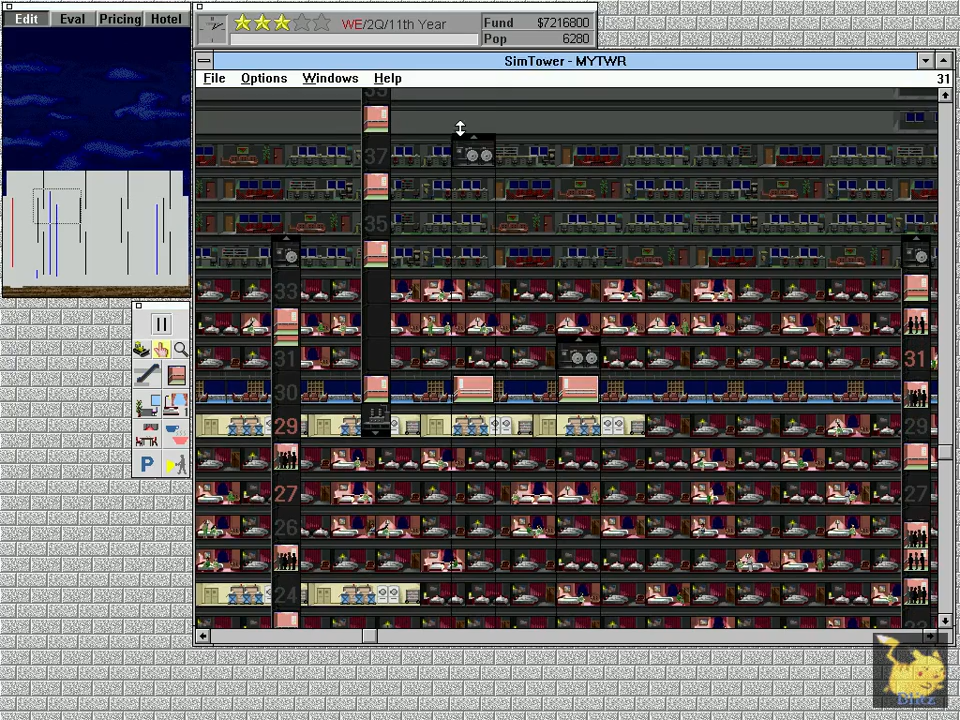 Edit Eval Pricing Hotel
WE/2Q/11th Year
Fund $7216800
Pop 6280
SimTower - MYTWR
File Options Windows Help
31
37
35
33
31 31
30
29 29
27 27
26
24
P
Blitz